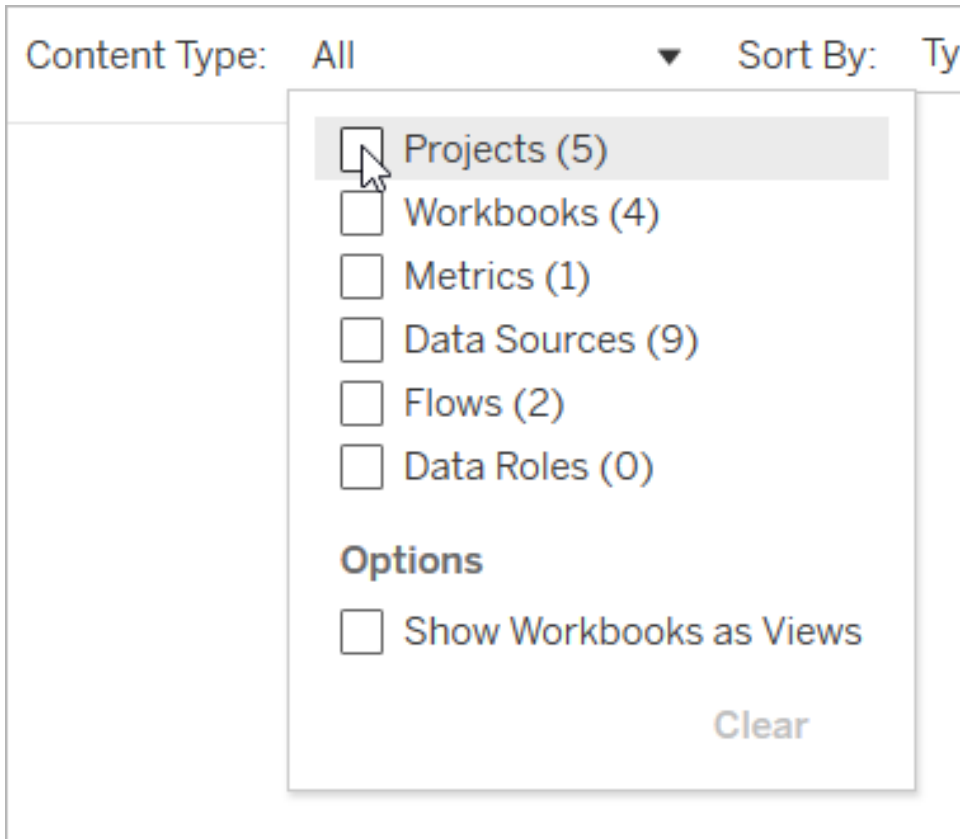 Content Type: All Sort By: Ty
Projects (5)
Workbooks (4)
Metrics (1)
Data Sources (9)
Flows (2)
Data Roles (0)
Options
Show Workbooks as Views
Clear